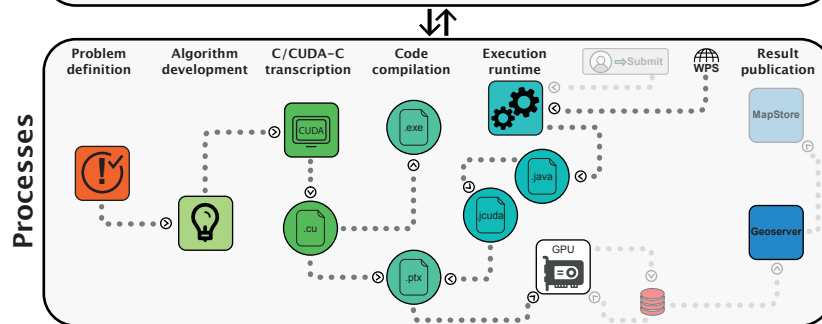 Problem
definition
Algorithm
development
C/CUDA-C
transcription
Code
compilation
Execution
runtime
Submit
WPS
Result
publication
Processes
CUDA
.exe
MapStore
.java
.cu
.jcuda
Geoserver
GPU
.ptx